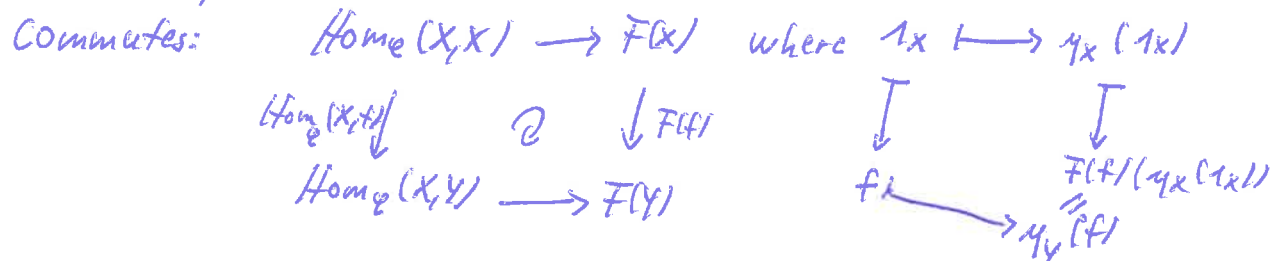 Commutes: Hom_𝒞(X,X) ⟶ F(X) where 1_X ⟼ η_X(1_X)
Hom_𝒞(X,f) ↓ ↻ ↓ F(f) ↧ ↧
Hom_𝒞(X,Y) ⟶ F(Y) f ⟼ F(f)(η_X(1_X))
= η_Y(f)